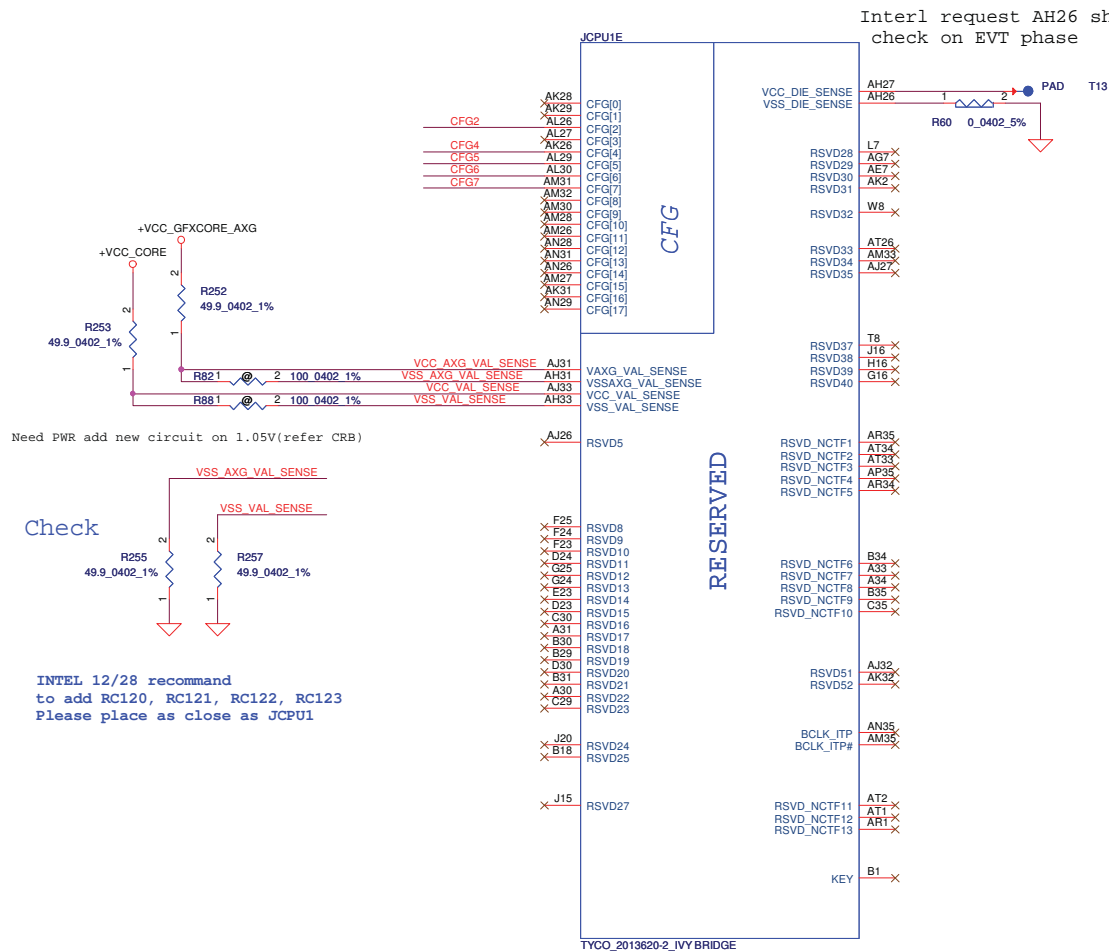 Interl request AH26 sh
check on EVT phase
JCPU1E
AK28 CFG[0]
AK29 CFG[1]
CFG2 AL26 CFG[2]
AL27 CFG[3]
CFG4 AK26 CFG[4]
CFG5 AL29 CFG[5]
CFG6 AL30 CFG[6]
CFG7 AM31 CFG[7]
AM32 CFG[8]
AM30 CFG[9]
AM28 CFG[10]
AM26 CFG[11]
AN28 CFG[12]
AN31 CFG[13]
AN26 CFG[14]
AM27 CFG[15]
AK31 CFG[16]
AN29 CFG[17]
CFG
VCC_DIE_SENSE AH27 PAD T13
VSS_DIE_SENSE AH26 1 2
R60 0_0402_5%
RSVD28 L7
RSVD29 AG7
RSVD30 AE7
RSVD31 AK2
RSVD32 W8
RSVD33 AT26
RSVD34 AM33
RSVD35 AJ27
RSVD37 T8
RSVD38 J16
RSVD39 H16
RSVD40 G16
+VCC_GFXCORE_AXG
+VCC_CORE
2 R252 1
49.9_0402_1%
2 R253 1
49.9_0402_1%
VCC_AXG_VAL_SENSE AJ31 VAXG_VAL_SENSE
R82 1 @ 2 100_0402_1% VSS_AXG_VAL_SENSE AH31 VSSAXG_VAL_SENSE
VCC_VAL_SENSE AJ33 VCC_VAL_SENSE
R88 1 @ 2 100_0402_1% VSS_VAL_SENSE AH33 VSS_VAL_SENSE
Need PWR add new circuit on 1.05V(refer CRB)
AJ26 RSVD5
RSVD_NCTF1 AR35
RSVD_NCTF2 AT34
RSVD_NCTF3 AT33
RSVD_NCTF4 AP35
RSVD_NCTF5 AR34
RESERVED
VSS_AXG_VAL_SENSE
VSS_VAL_SENSE
Check
2 R255 1
49.9_0402_1%
2 R257 1
49.9_0402_1%
F25 RSVD8
F24 RSVD9
F23 RSVD10
D24 RSVD11
G25 RSVD12
G24 RSVD13
E23 RSVD14
D23 RSVD15
C30 RSVD16
A31 RSVD17
B30 RSVD18
B29 RSVD19
D30 RSVD20
B31 RSVD21
A30 RSVD22
C29 RSVD23
J20 RSVD24
B18 RSVD25
J15 RSVD27
RSVD_NCTF6 B34
RSVD_NCTF7 A33
RSVD_NCTF8 A34
RSVD_NCTF9 B35
RSVD_NCTF10 C35
RSVD51 AJ32
RSVD52 AK32
BCLK_ITP AN35
BCLK_ITP# AM35
RSVD_NCTF11 AT2
RSVD_NCTF12 AT1
RSVD_NCTF13 AR1
KEY B1
INTEL 12/28 recommand
to add RC120, RC121, RC122, RC123
Please place as close as JCPU1
TYCO_2013620-2_IVY BRIDGE